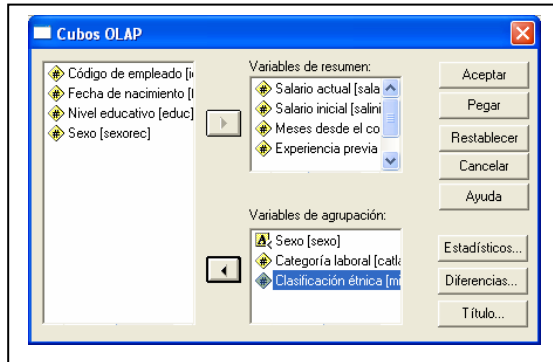 Cubos OLAP
Código de empleado [i
Fecha de nacimiento [
Nivel educativo [educ]
Sexo [sexorec]
Variables de resumen:
Salario actual [sala
Salario inicial [salini
Meses desde el co
Experiencia previa
Variables de agrupación:
Sexo [sexo]
Categoría laboral [catla
Clasificación étnica [mi
Aceptar
Pegar
Restablecer
Cancelar
Ayuda
Estadísticos...
Diferencias...
Título...